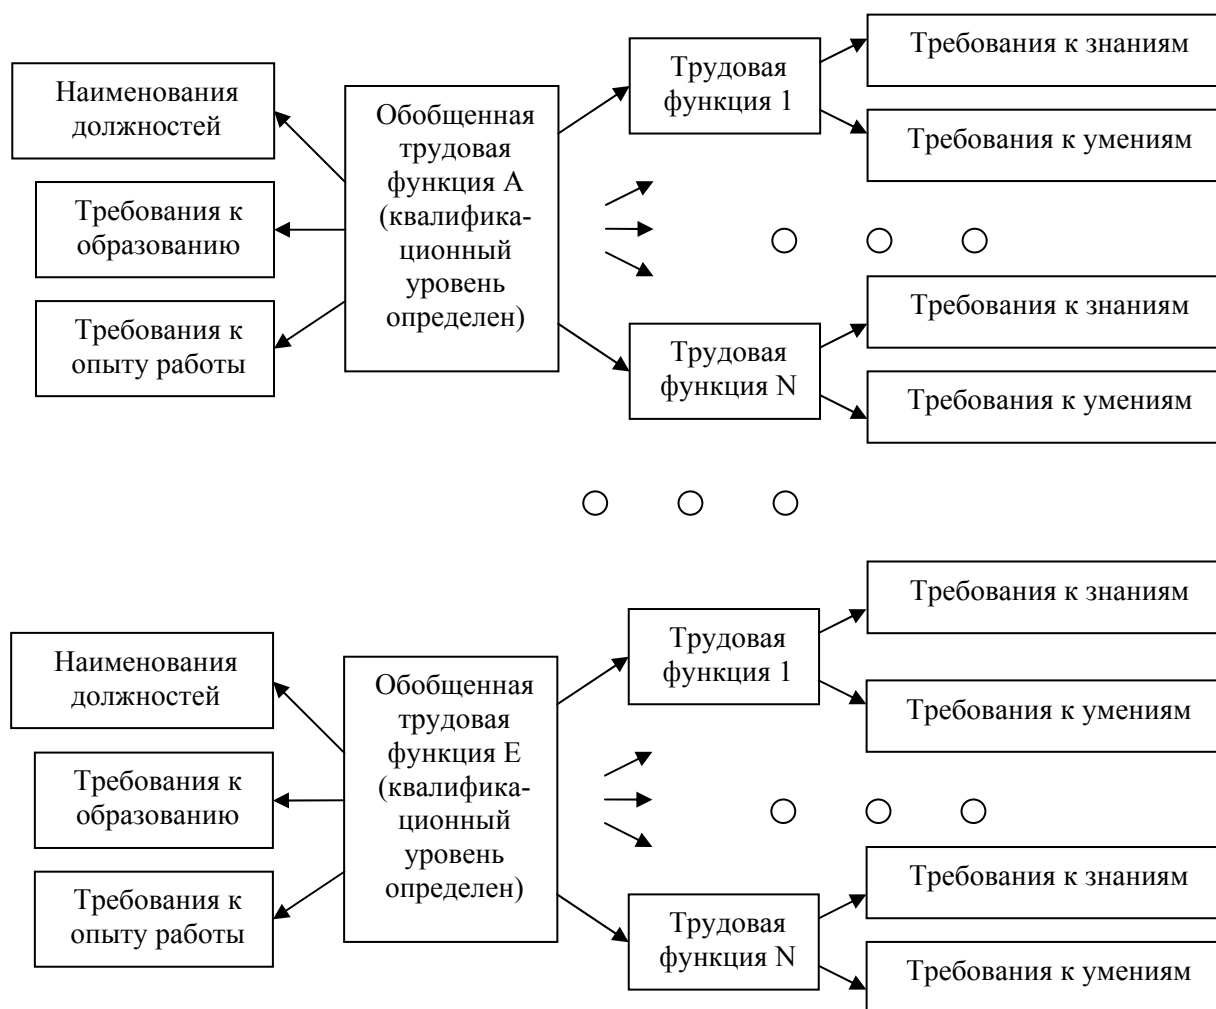 Наименования
должностей
Требования к
образованию
Требования к
опыту работы
Обобщенная
трудовая
функция А
(квалифика-
ционный
уровень
определен)
Трудовая
функция 1
Требования к знаниям
Требования к умениям
Трудовая
функция N
Требования к знаниям
Требования к умениям
Наименования
должностей
Требования к
образованию
Требования к
опыту работы
Обобщенная
трудовая
функция Е
(квалифика-
ционный
уровень
определен)
Трудовая
функция 1
Требования к знаниям
Требования к умениям
Трудовая
функция N
Требования к знаниям
Требования к умениям